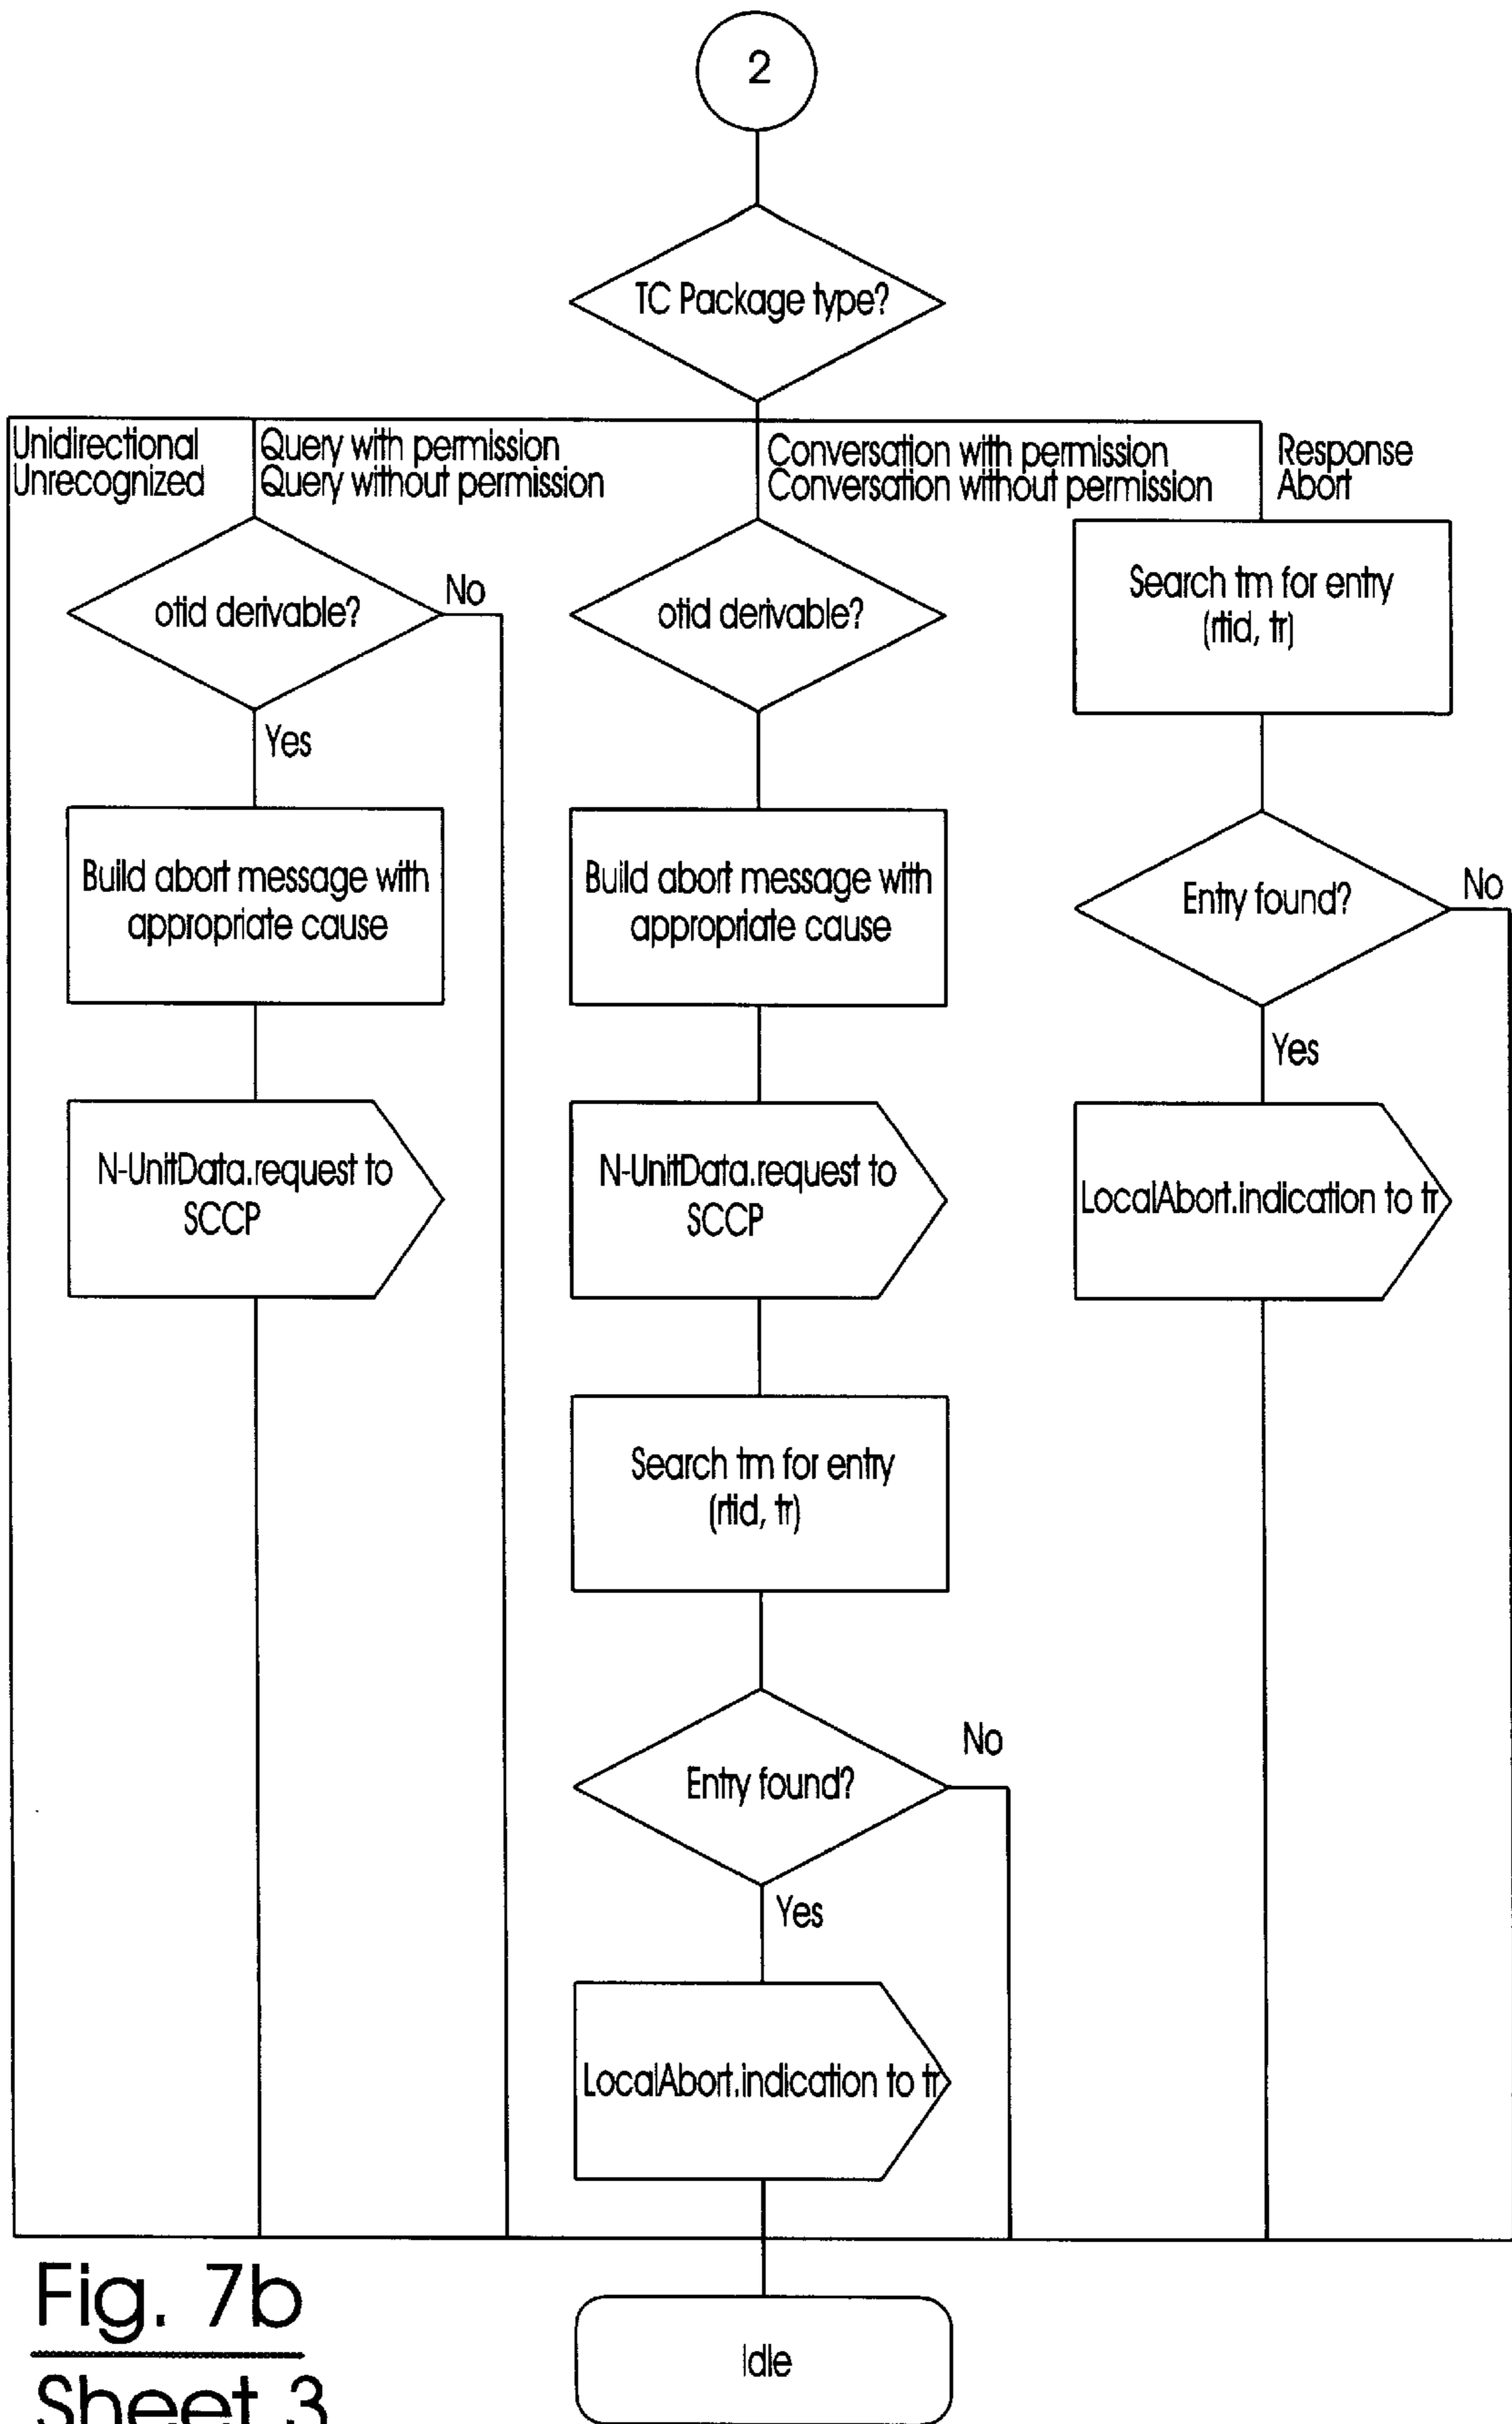 2
TC Package type?
Unidirectional
Unrecognized
Query with permission
Query without permission
Conversation with permission
Conversation without permission
Response
Abort
otid derivable?
No
Yes
Build abort message with
appropriate cause
N-UnitData.request to
SCCP
otid derivable?
Build abort message with
appropriate cause
N-UnitData.request to
SCCP
Search tm for entry
(rtid, tr)
Entry found?
No
Yes
LocalAbort.indication to tr
Search tm for entry
(rtid, tr)
Entry found?
No
Yes
LocalAbort.indication to tr
Idle
Fig. 7b
Sheet 3